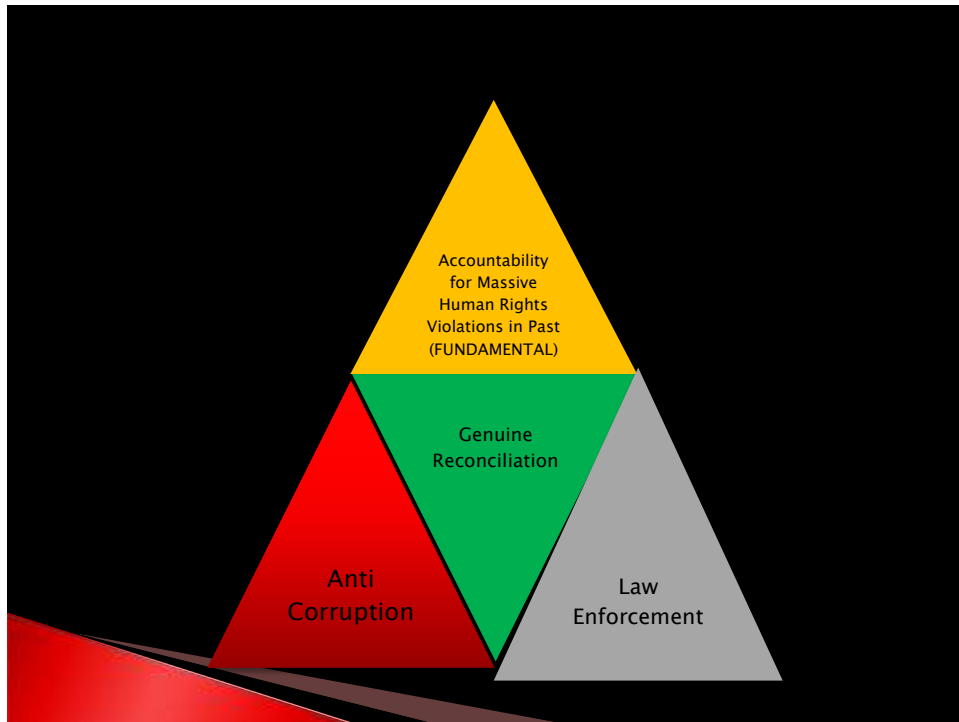 Accountability
for Massive
Human Rights
Violations in Past
(FUNDAMENTAL)
Genuine
Reconciliation
Anti
Corruption
Law
Enforcement